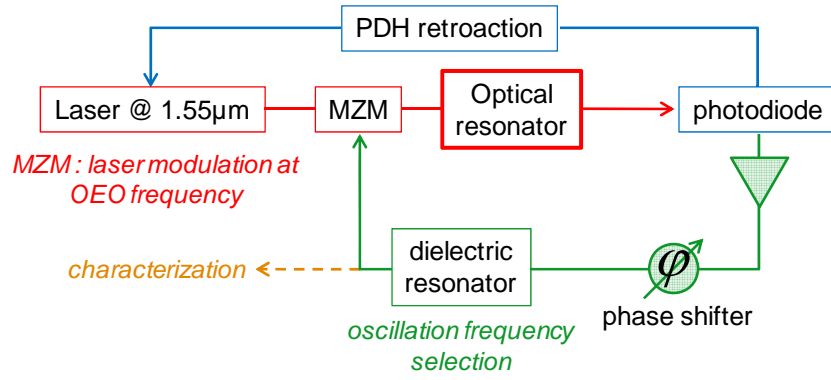 PDH retroaction
Laser @ 1.55µm
MZM
Optical
resonator
photodiode
MZM : laser modulation at
OEO frequency
characterization
dielectric
resonator
φ
phase shifter
oscillation frequency
selection